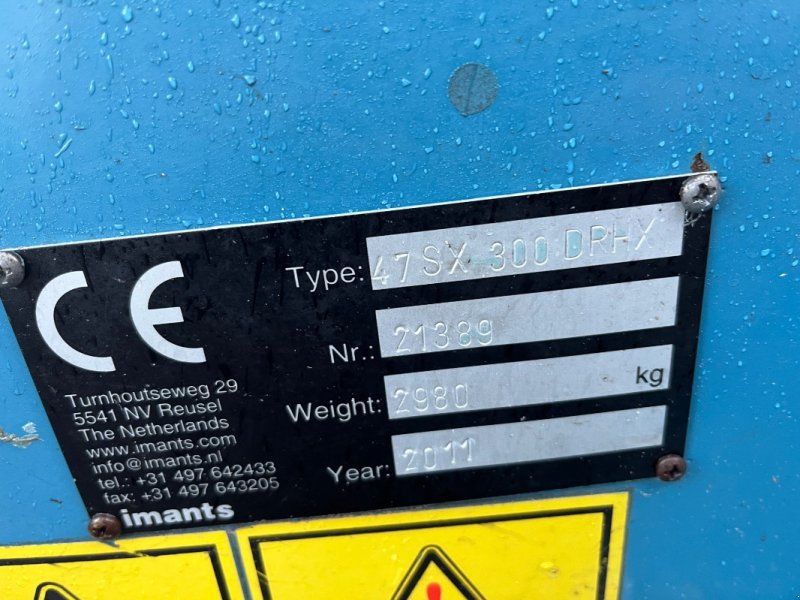 CE
Type: 47SX 300 DRHX
Nr.: 21389
Weight: 2980 kg
Year: 2011
Turnhoutseweg 29
5541 NV Reusel
The Netherlands
www.imants.com
info@imants.nl
tel.: +31 497 642433
fax: +31 497 643205
imants